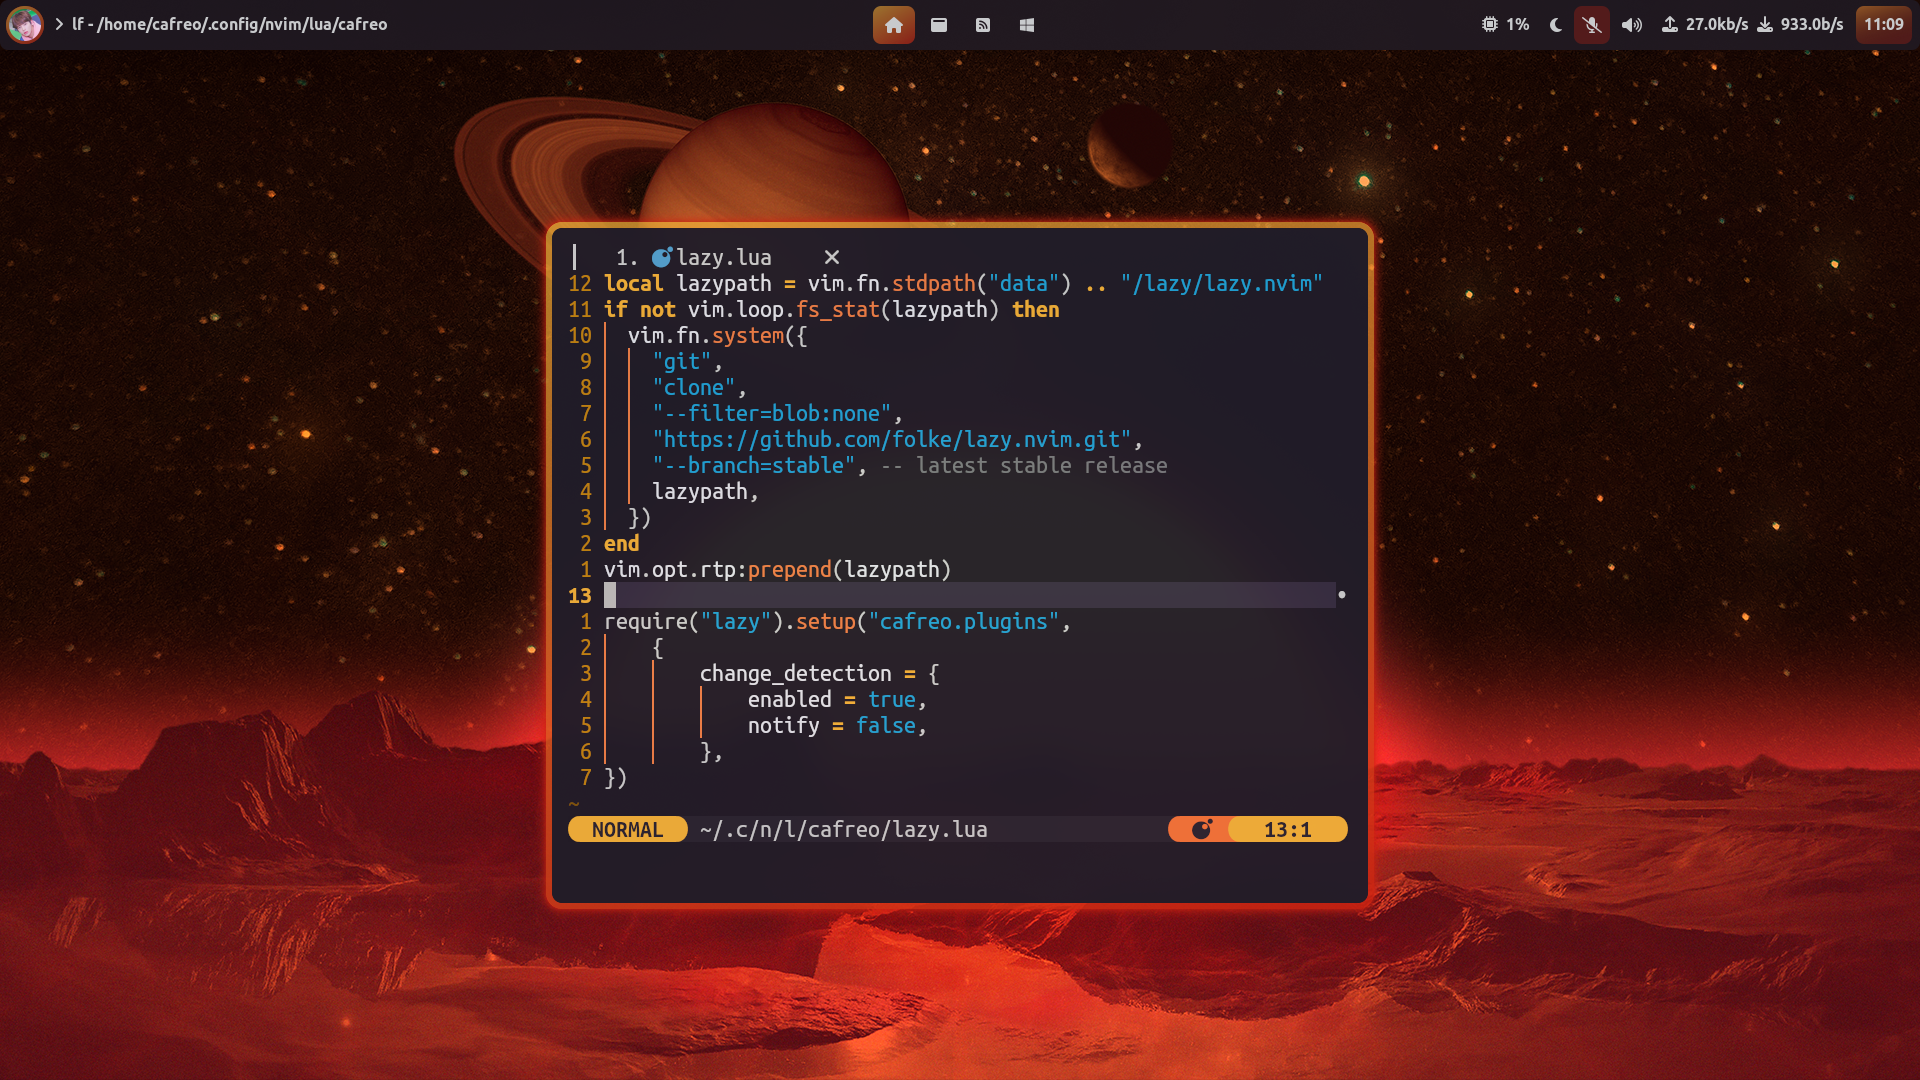 lf - /home/cafreo/.config/nvim/lua/cafreo
1%
27.0kb/s
933.0b/s
11:09
1. lazy.lua
12 local lazypath = vim.fn.stdpath("data") .. "/lazy/lazy.nvim"
11 if not vim.loop.fs_stat(lazypath) then
10   vim.fn.system({
9     "git",
8     "clone",
7     "--filter=blob:none",
6     "https://github.com/folke/lazy.nvim.git",
5     "--branch=stable", -- latest stable release
4     lazypath,
3   })
2 end
1 vim.opt.rtp:prepend(lazypath)
13
1 require("lazy").setup("cafreo.plugins",
2     {
3         change_detection = {
4             enabled = true,
5             notify = false,
6         },
7 })
~
NORMAL ~/.c/n/l/cafreo/lazy.lua 13:1